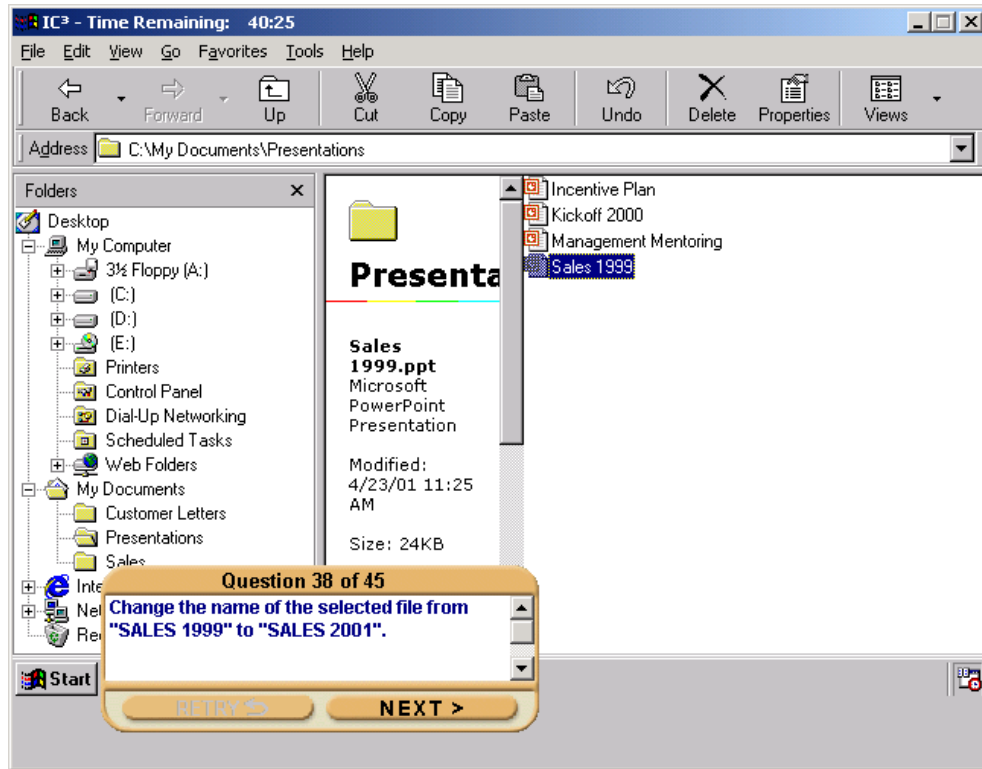 IC³ - Time Remaining: 40:25
File Edit View Go Favorites Tools Help
Back Forward Up Cut Copy Paste Undo Delete Properties Views
Address C:\My Documents\Presentations
Folders
Desktop
My Computer
3½ Floppy (A:)
(C:)
(D:)
(E:)
Printers
Control Panel
Dial-Up Networking
Scheduled Tasks
Web Folders
My Documents
Customer Letters
Presentations
Sales
Inte
Ne
Re
Presenta
Sales
1999.ppt
Microsoft
PowerPoint
Presentation
Modified:
4/23/01 11:25
AM
Size: 24KB
Incentive Plan
Kickoff 2000
Management Mentoring
Sales 1999
Question 38 of 45
Change the name of the selected file from
"SALES 1999" to "SALES 2001".
RETRY NEXT >
Start